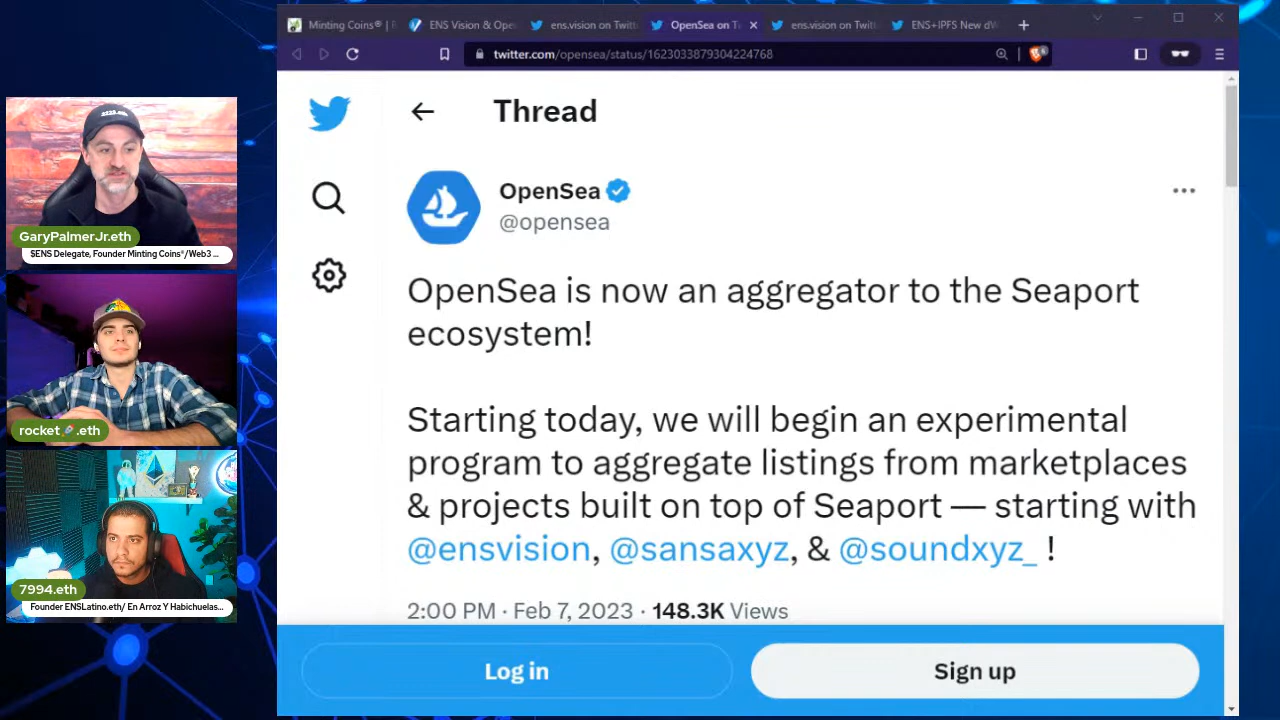 Minting Coins® | 
ENS Vision & Ope
ens.vision on Twitt
OpenSea on T
ens.vision on Twitt
ENS+IPFS New dW
twitter.com/opensea/status/1623033879304224768
Thread
OpenSea
@opensea
OpenSea is now an aggregator to the Seaport
ecosystem!
Starting today, we will begin an experimental
program to aggregate listings from marketplaces
& projects built on top of Seaport — starting with
@ensvision, @sansaxyz, & @soundxyz_ !
2:00 PM · Feb 7, 2023 · 148.3K Views
Log in
Sign up
GaryPalmerJr.eth
$ENS Delegate, Founder Minting Coins®/Web3 ...
rocket🚀.eth
7994.eth
Founder ENSLatino.eth/ En Arroz Y Habichuelas...